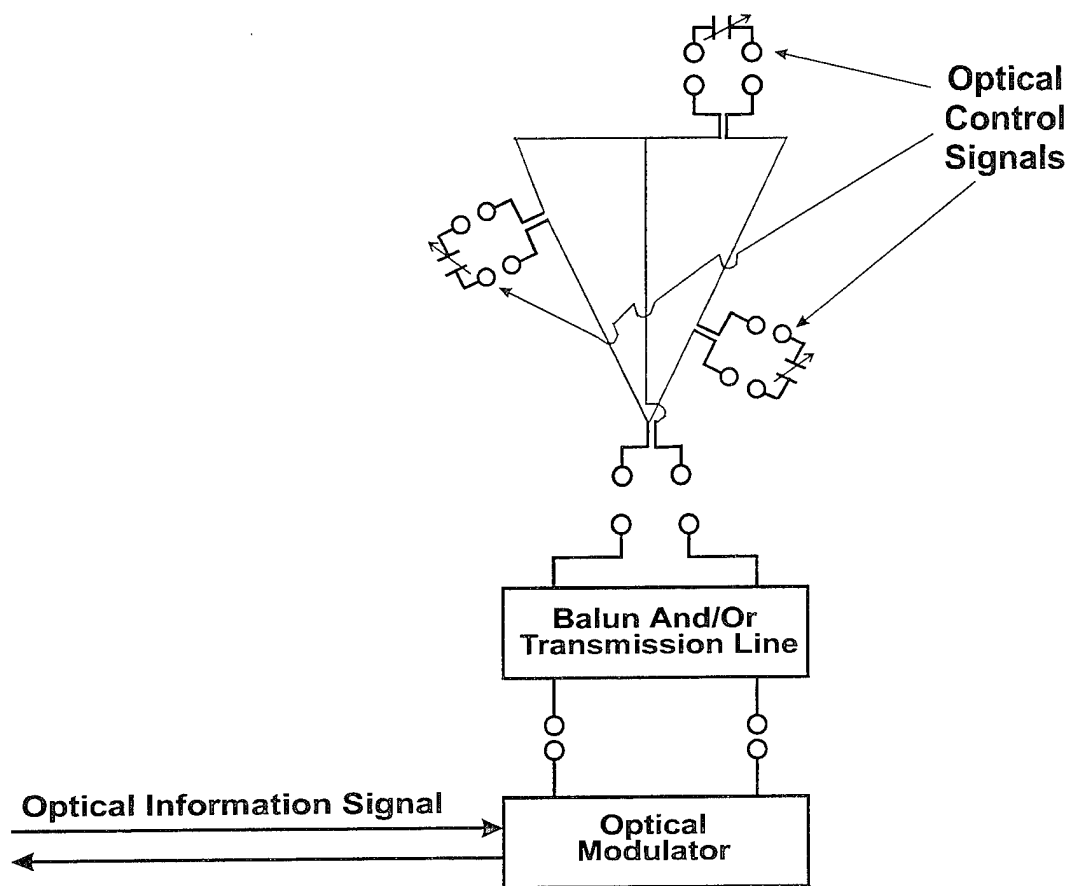 Optical
Control
Signals
Balun And/Or
Transmission Line
Optical Information Signal
Optical
Modulator